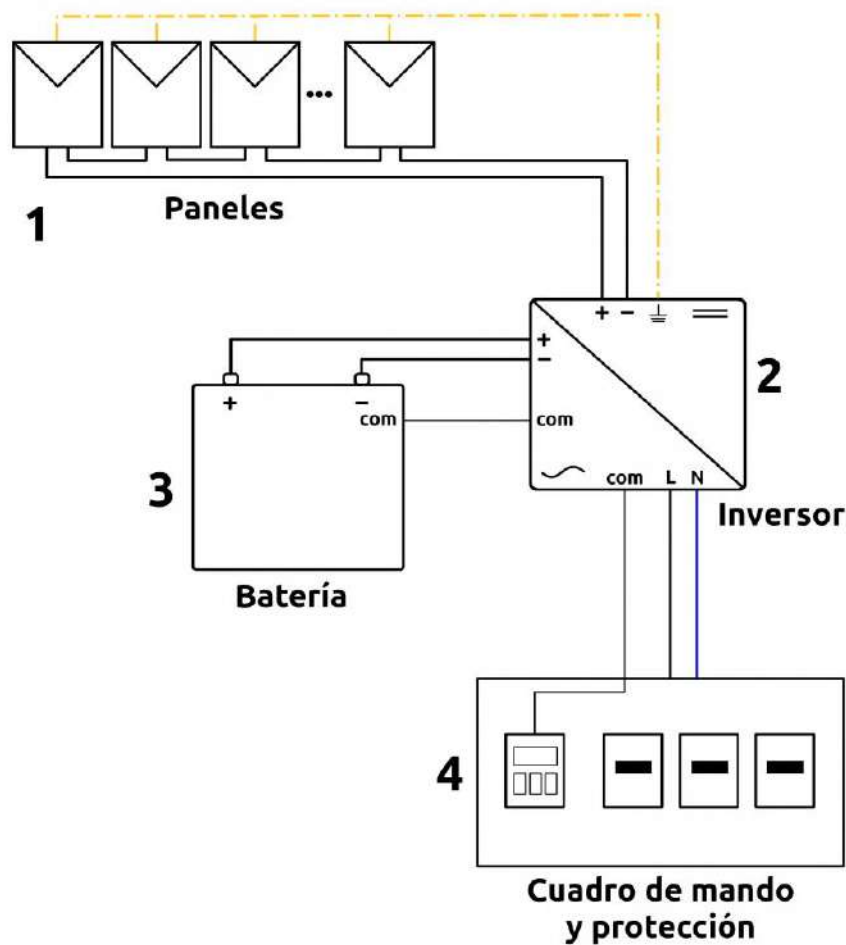 ...
Paneles
1
+ −
+
−
2
+ −
com
com
3
com L N
Inversor
Batería
4
Cuadro de mando
y protección